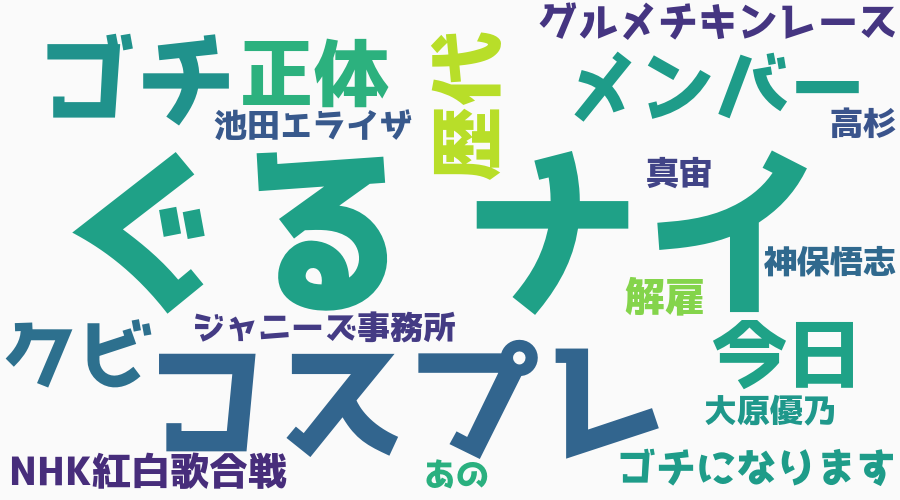 グルメチキンレース
ゴチ
正体
歴代
メンバー
池田エライザ
高杉
真宙
ぐるナイ
神保悟志
解雇
ジャニーズ事務所
クビ
今日
コスプレ
大原優乃
NHK紅白歌合戦
あの
ゴチになります